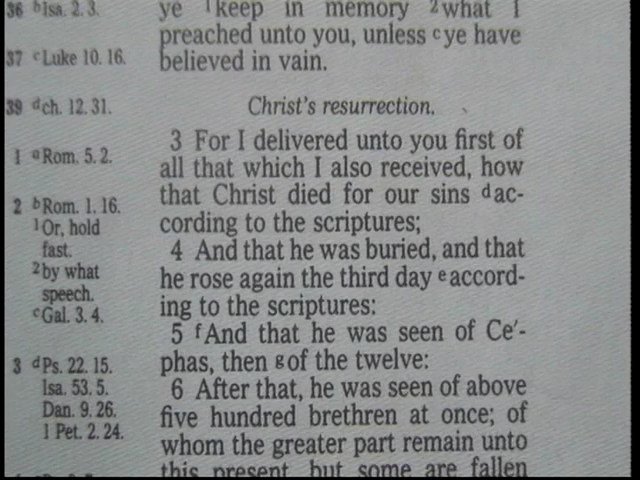 36 bIsa. 2. 3.
37 cLuke 10. 16.
39 dch. 12. 31.
1 aRom. 5. 2.
2 bRom. 1. 16.
1Or, hold
fast.
2by what
speech.
cGal. 3. 4.
3 dPs. 22. 15.
Isa. 53. 5.
Dan. 9. 26.
1 Pet. 2. 24.
ye 1keep in memory 2what I
preached unto you, unless cye have
believed in vain.
Christ's resurrection.
3 For I delivered unto you first of
all that which I also received, how
that Christ died for our sins dac-
cording to the scriptures;
4 And that he was buried, and that
he rose again the third day eaccord-
ing to the scriptures:
5 fAnd that he was seen of Ce′-
phas, then gof the twelve:
6 After that, he was seen of above
five hundred brethren at once; of
whom the greater part remain unto
this present, but some are fallen